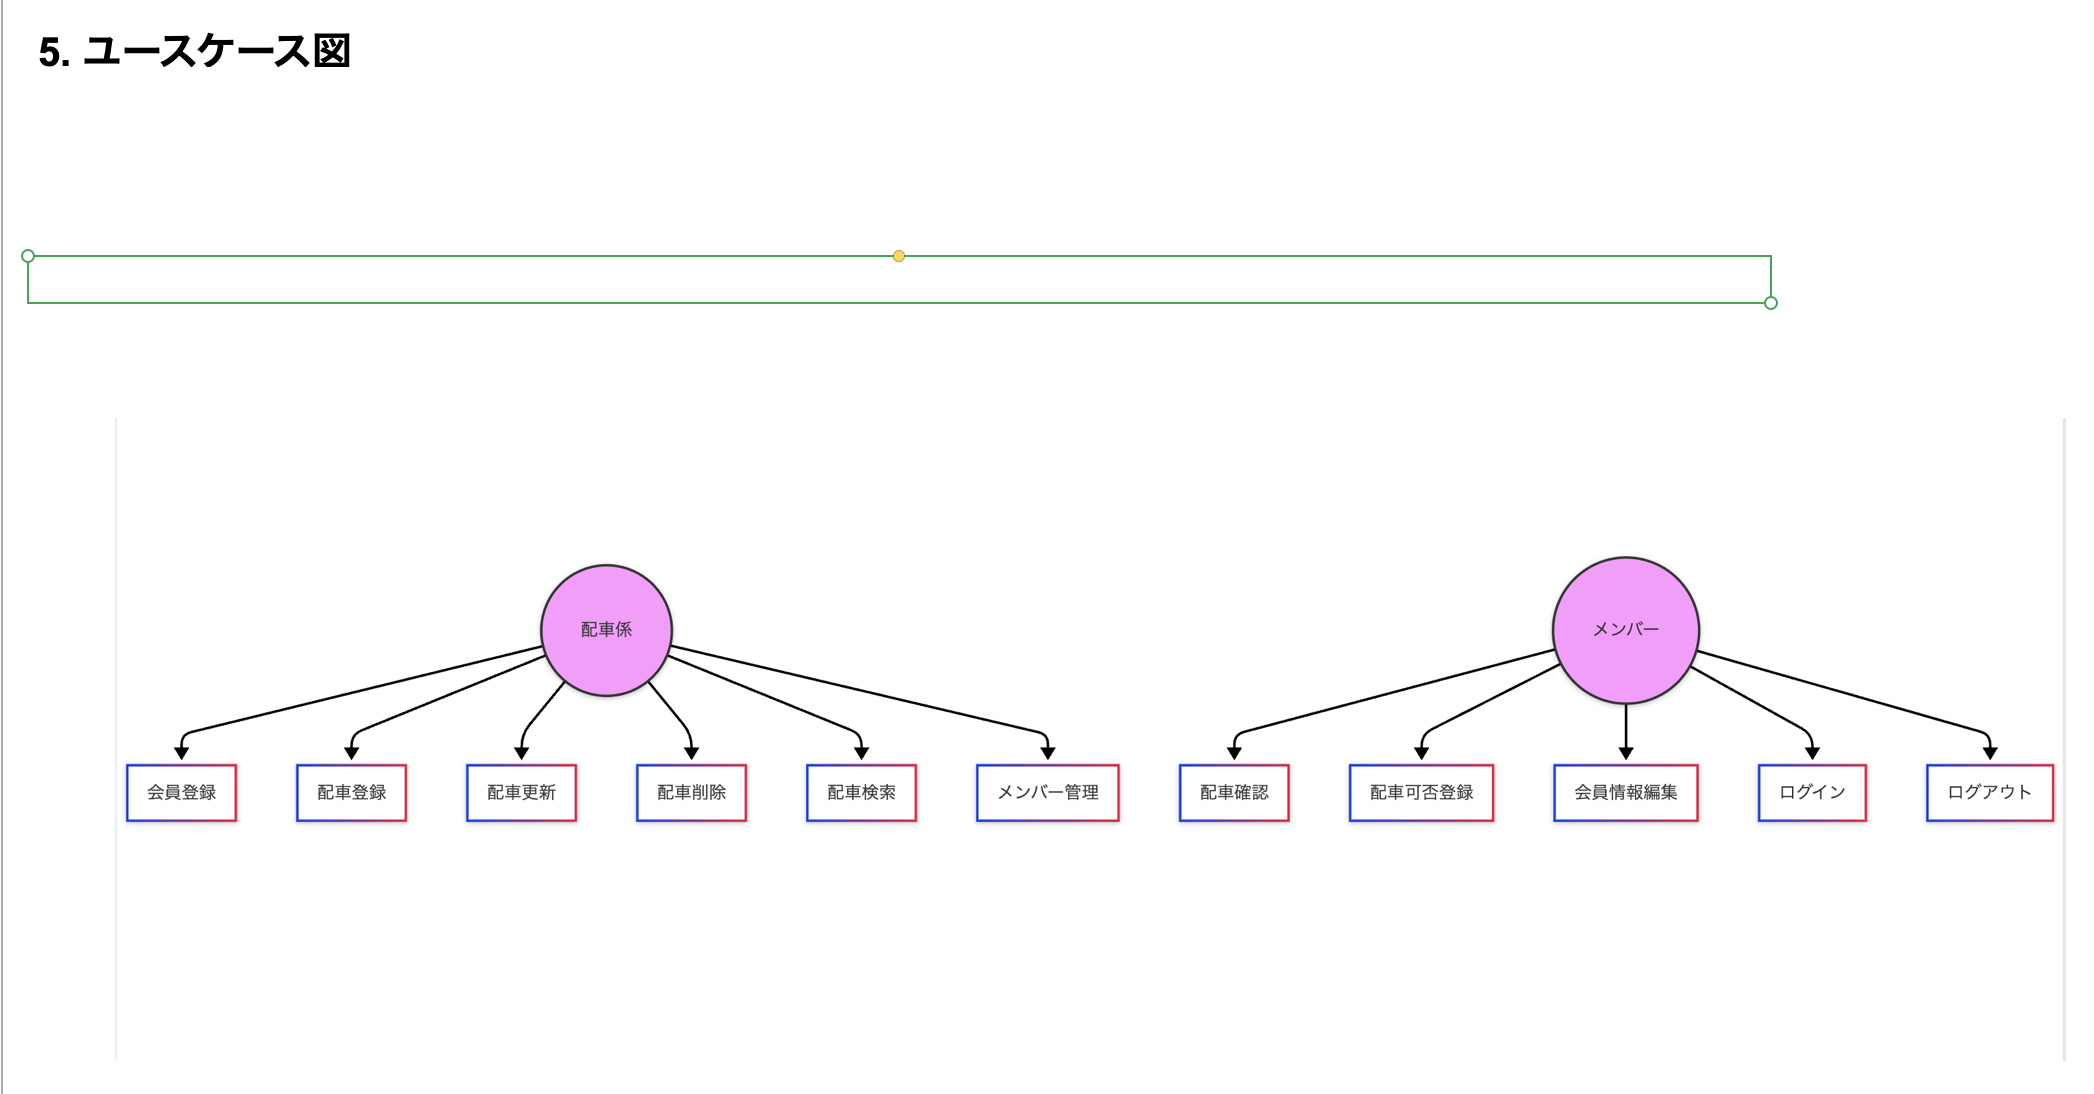 5. ユースケース図
配車係
メンバー
会員登録
配車登録
配車更新
配車削除
配車検索
メンバー管理
配車確認
配車可否登録
会員情報編集
ログイン
ログアウト